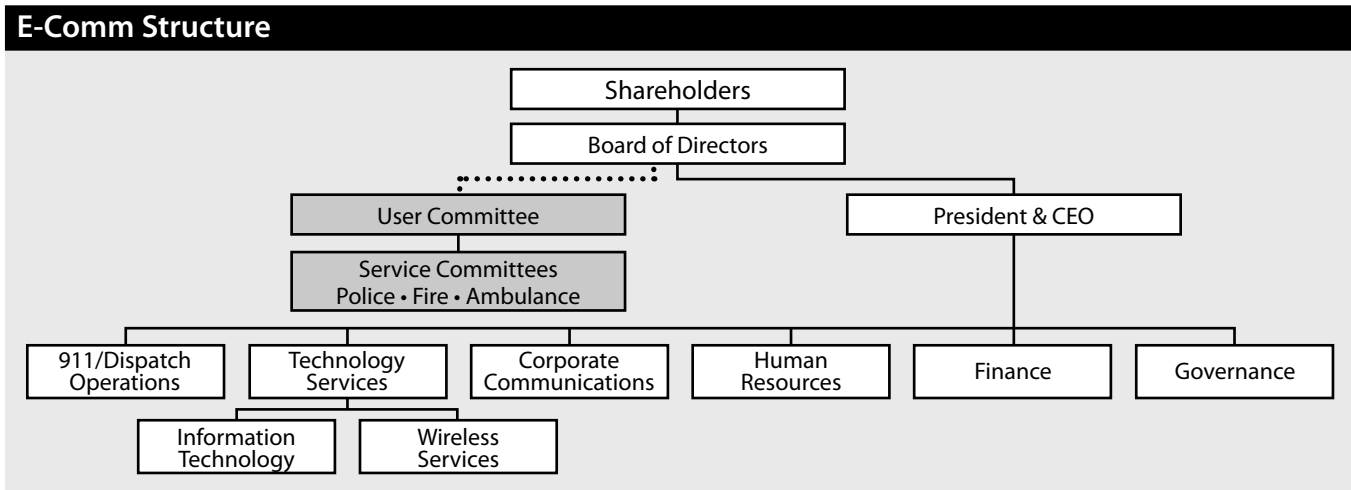 E-Comm Structure
Shareholders
Board of Directors
User Committee
President & CEO
Service Committees
Police • Fire • Ambulance
911/Dispatch
Operations
Technology
Services
Corporate
Communications
Human
Resources
Finance
Governance
Information
Technology
Wireless
Services